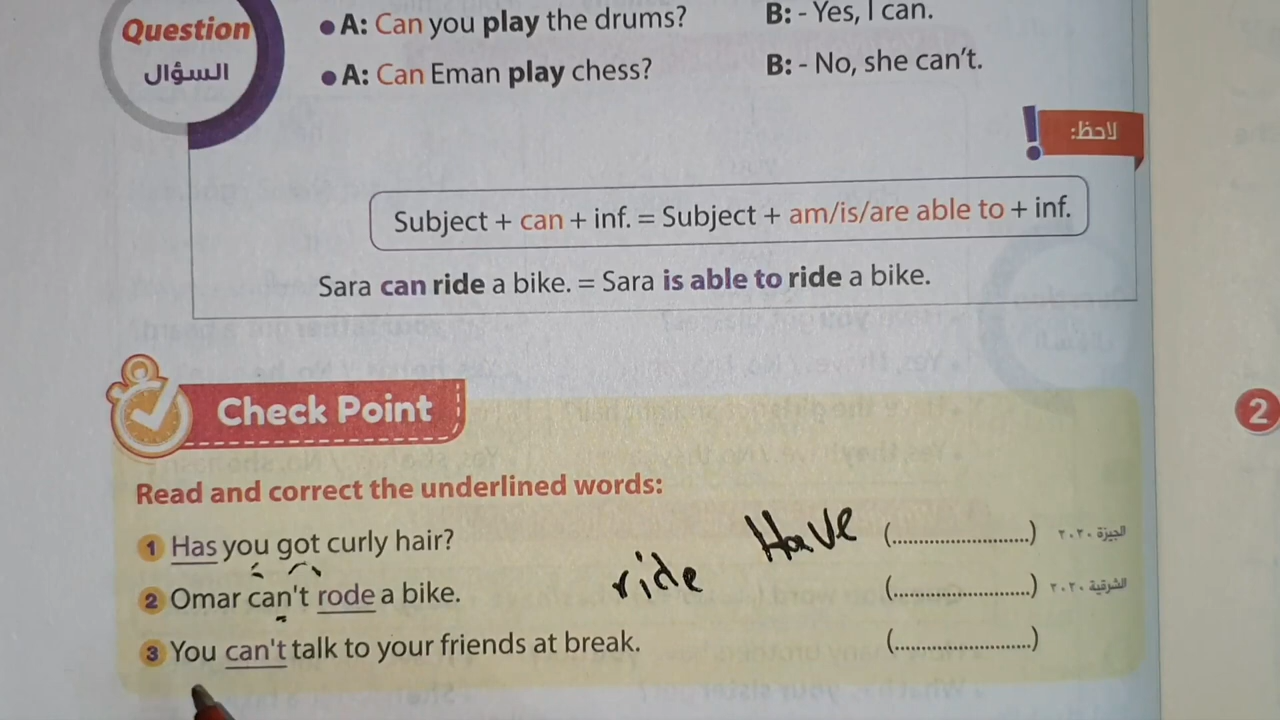 Question
السؤال
• A: Can you play the drums? B: - Yes, I can.
• A: Can Eman play chess? B: - No, she can't.
لاحظ:
!
Subject + can + inf. = Subject + am/is/are able to + inf.
Sara can ride a bike. = Sara is able to ride a bike.
Check Point
2
Read and correct the underlined words:
1 Has you got curly hair? Have (..............................) الجيزة ٢٠٢٠
2 Omar can't rode a bike. ride (..............................) الشرقية ٢٠٢٠
3 You can't talk to your friends at break. (..............................)